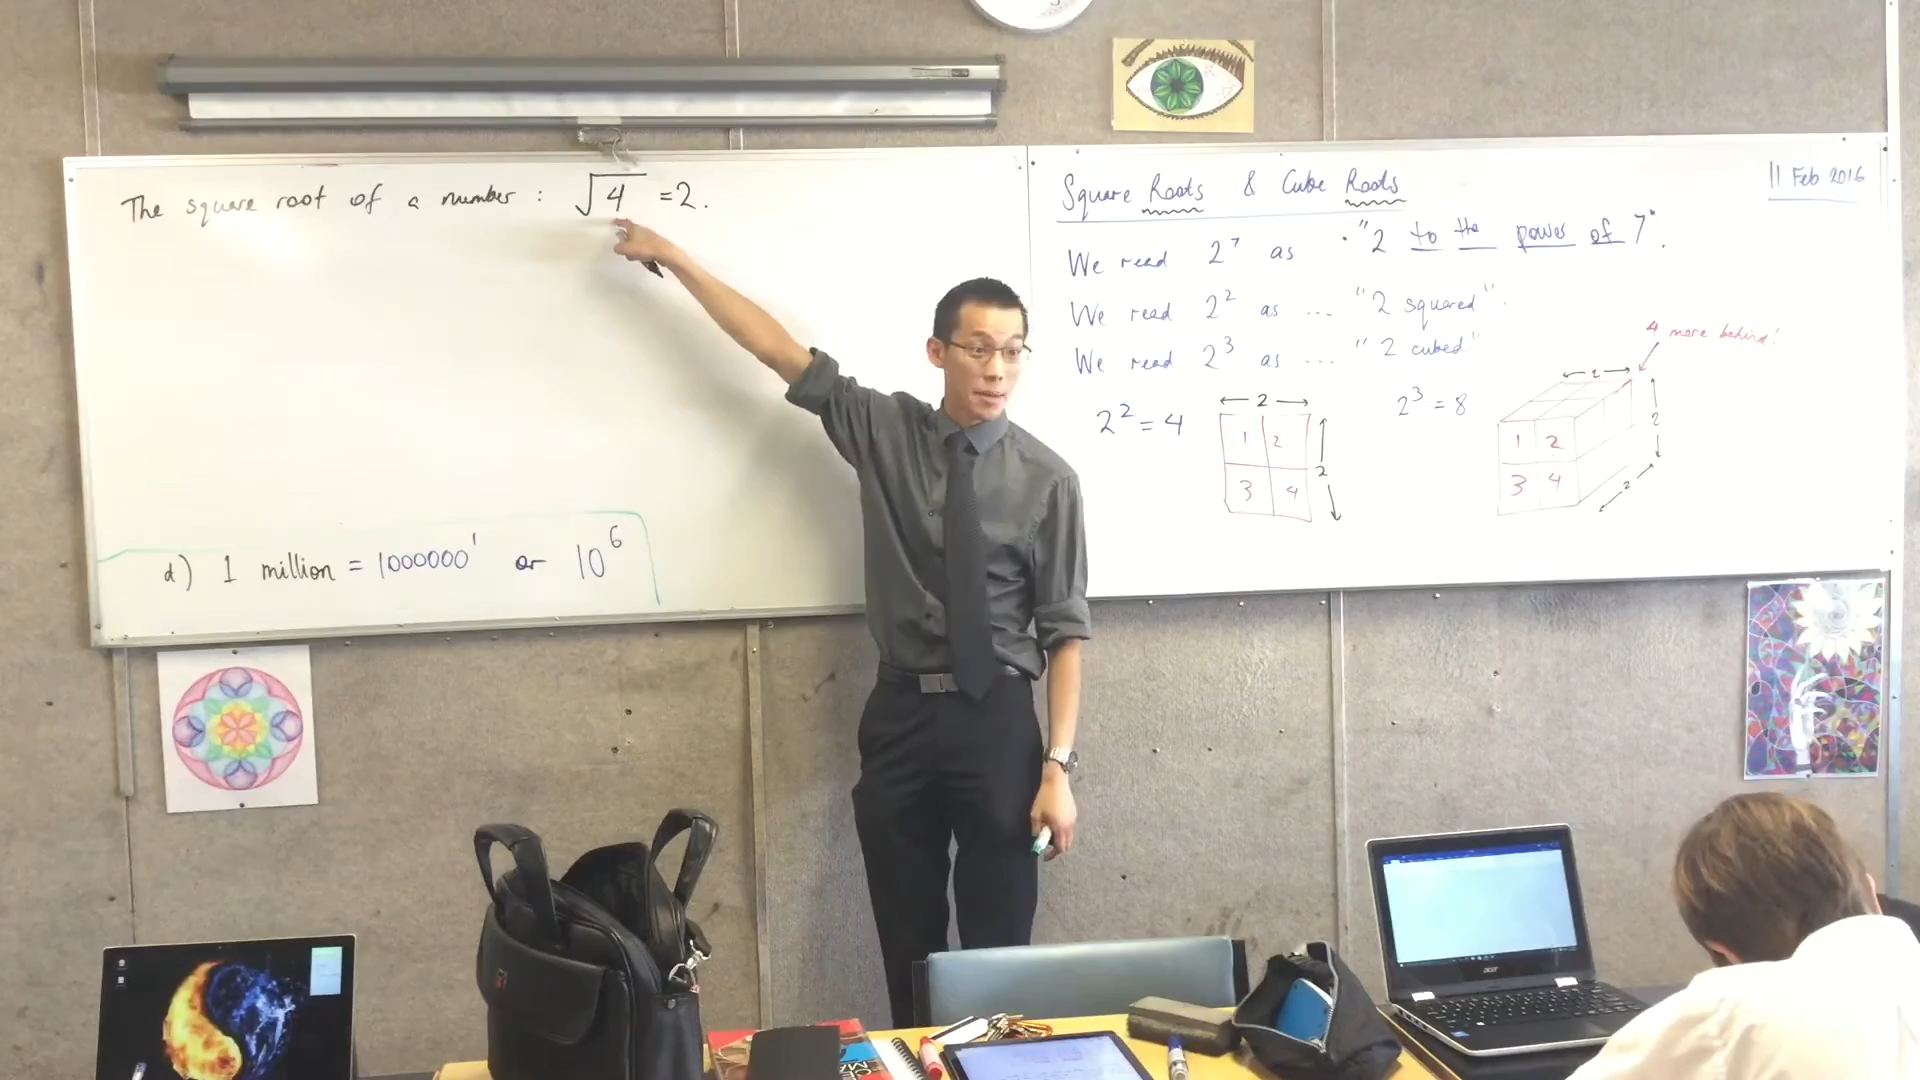 The square root of a number : √4 = 2.
d) 1 million = 1000000¹ or 10⁶
Square Roots & Cube Roots
11 Feb 2016
We read 2⁷ as "2 to the power of 7".
We read 2² as ... "2 squared".
We read 2³ as ... "2 cubed"
4 more behind!
2² = 4
2
2
1 2
3 4
2³ = 8
2
2
2
1 2
3 4
acer